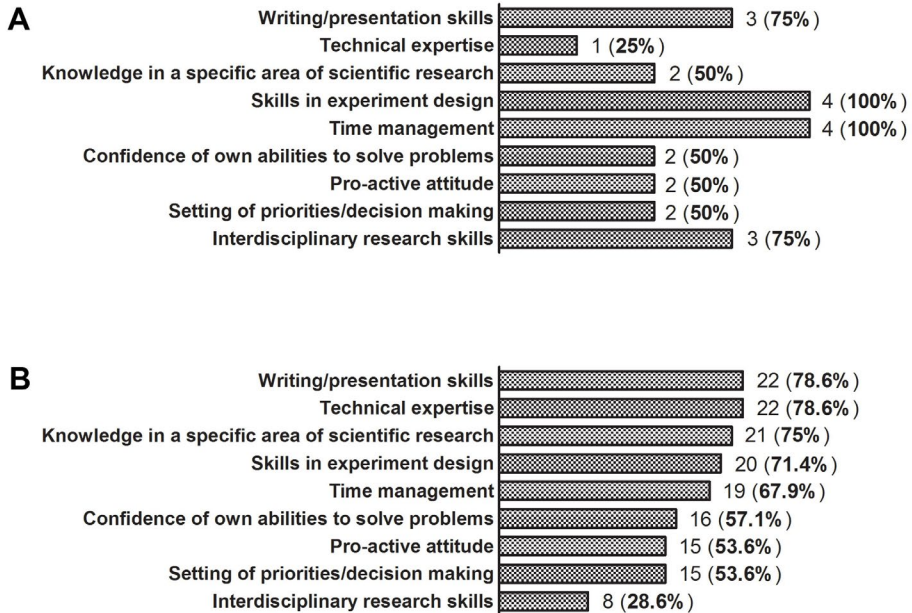 A
Writing/presentation skills 3 (75%)
Technical expertise 1 (25%)
Knowledge in a specific area of scientific research 2 (50%)
Skills in experiment design 4 (100%)
Time management 4 (100%)
Confidence of own abilities to solve problems 2 (50%)
Pro-active attitude 2 (50%)
Setting of priorities/decision making 2 (50%)
Interdisciplinary research skills 3 (75%)
B
Writing/presentation skills 22 (78.6%)
Technical expertise 22 (78.6%)
Knowledge in a specific area of scientific research 21 (75%)
Skills in experiment design 20 (71.4%)
Time management 19 (67.9%)
Confidence of own abilities to solve problems 16 (57.1%)
Pro-active attitude 15 (53.6%)
Setting of priorities/decision making 15 (53.6%)
Interdisciplinary research skills 8 (28.6%)